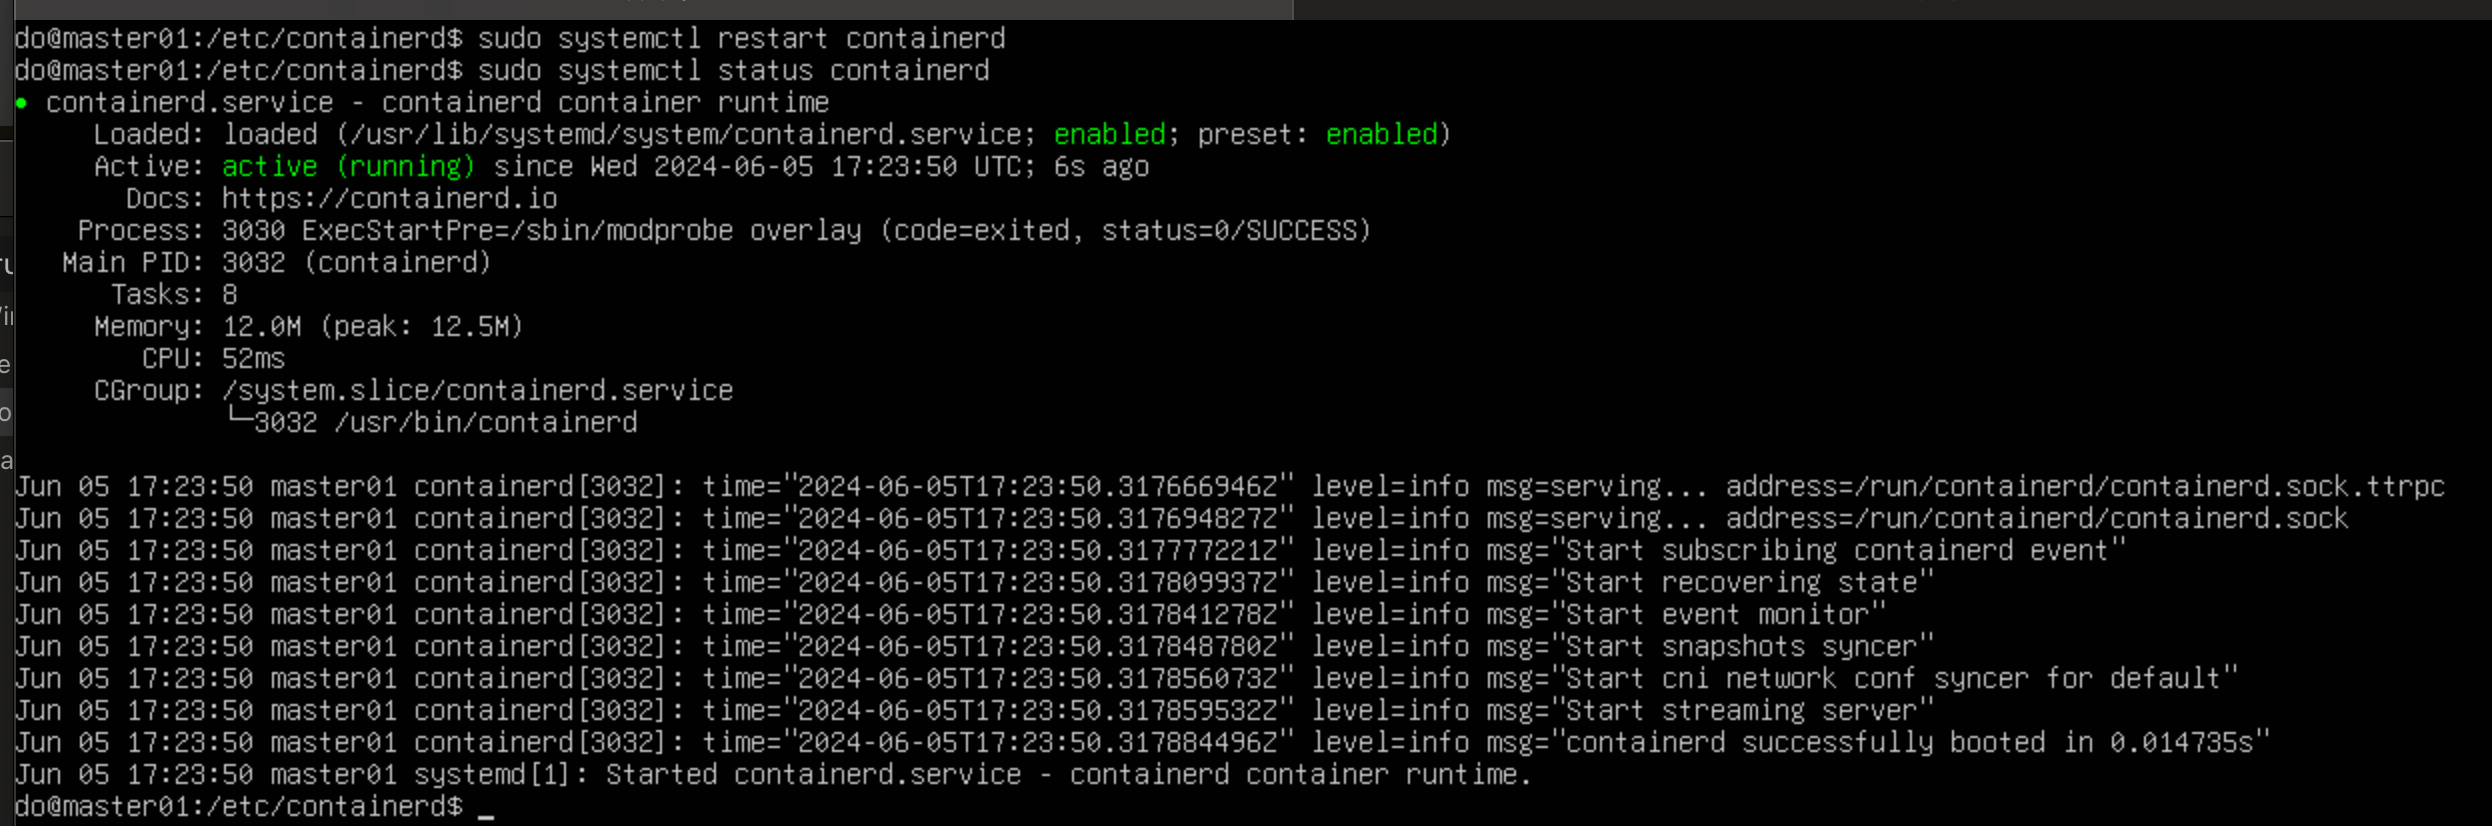 do@master01:/etc/containerd$ sudo systemctl restart containerd
do@master01:/etc/containerd$ sudo systemctl status containerd
● containerd.service - containerd container runtime
Loaded: loaded (/usr/lib/systemd/system/containerd.service; enabled; preset: enabled)
Active: active (running) since Wed 2024-06-05 17:23:50 UTC; 6s ago
Docs: https://containerd.io
Process: 3030 ExecStartPre=/sbin/modprobe overlay (code=exited, status=0/SUCCESS)
Main PID: 3032 (containerd)
Tasks: 8
Memory: 12.0M (peak: 12.5M)
CPU: 52ms
CGroup: /system.slice/containerd.service
└─3032 /usr/bin/containerd
Jun 05 17:23:50 master01 containerd[3032]: time="2024-06-05T17:23:50.317666946Z" level=info msg=serving... address=/run/containerd/containerd.sock.ttrpc
Jun 05 17:23:50 master01 containerd[3032]: time="2024-06-05T17:23:50.317694827Z" level=info msg=serving... address=/run/containerd/containerd.sock
Jun 05 17:23:50 master01 containerd[3032]: time="2024-06-05T17:23:50.317777221Z" level=info msg="Start subscribing containerd event"
Jun 05 17:23:50 master01 containerd[3032]: time="2024-06-05T17:23:50.317809937Z" level=info msg="Start recovering state"
Jun 05 17:23:50 master01 containerd[3032]: time="2024-06-05T17:23:50.317841278Z" level=info msg="Start event monitor"
Jun 05 17:23:50 master01 containerd[3032]: time="2024-06-05T17:23:50.317848780Z" level=info msg="Start snapshots syncer"
Jun 05 17:23:50 master01 containerd[3032]: time="2024-06-05T17:23:50.317856073Z" level=info msg="Start cni network conf syncer for default"
Jun 05 17:23:50 master01 containerd[3032]: time="2024-06-05T17:23:50.317859532Z" level=info msg="Start streaming server"
Jun 05 17:23:50 master01 containerd[3032]: time="2024-06-05T17:23:50.317884496Z" level=info msg="containerd successfully booted in 0.014735s"
Jun 05 17:23:50 master01 systemd[1]: Started containerd.service - containerd container runtime.
do@master01:/etc/containerd$ _